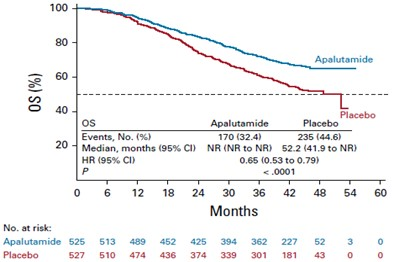 100
80
60
40
20
OS (%)
Apalutamide
Placebo
OS Apalutamide Placebo
Events, No. (%) 170 (32.4) 235 (44.6)
Median, months (95% CI) NR (NR to NR) 52.2 (41.9 to NR)
HR (95% CI) 0.65 (0.53 to 0.79)
P < .0001
0 6 12 18 24 30 36 42 48 54 60
Months
No. at risk:
Apalutamide 525 513 489 452 425 394 362 227 52 3 0
Placebo 527 510 474 436 374 339 301 181 43 0